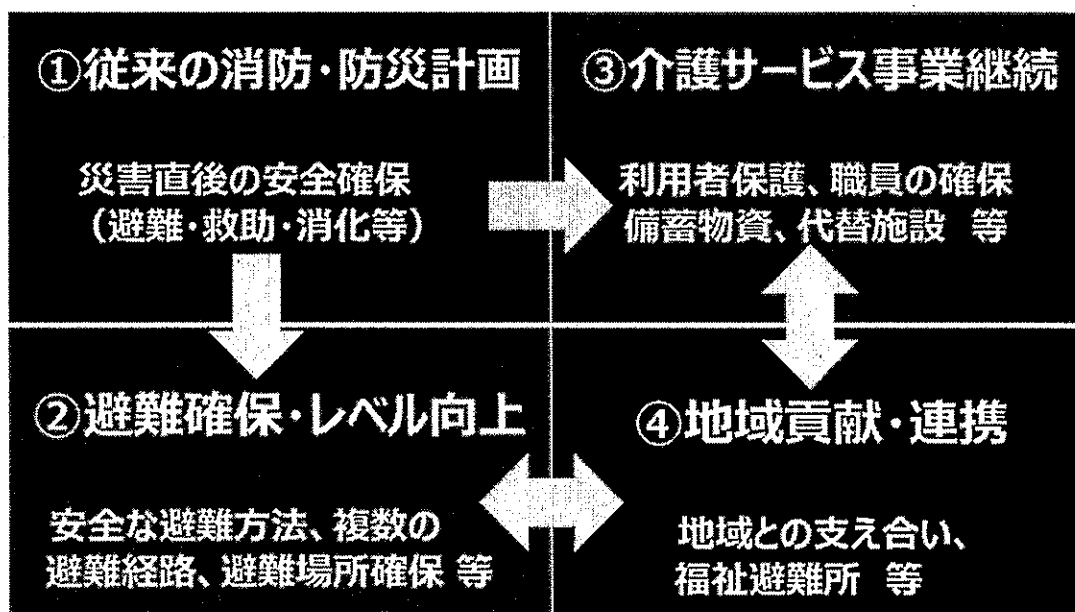 ①従来の消防・防災計画
災害直後の安全確保
（避難・救助・消化等）
②避難確保・レベル向上
安全な避難方法、複数の
避難経路、避難場所確保 等
③介護サービス事業継続
利用者保護、職員の確保
備蓄物資、代替施設 等
④地域貢献・連携
地域との支え合い、
福祉避難所 等